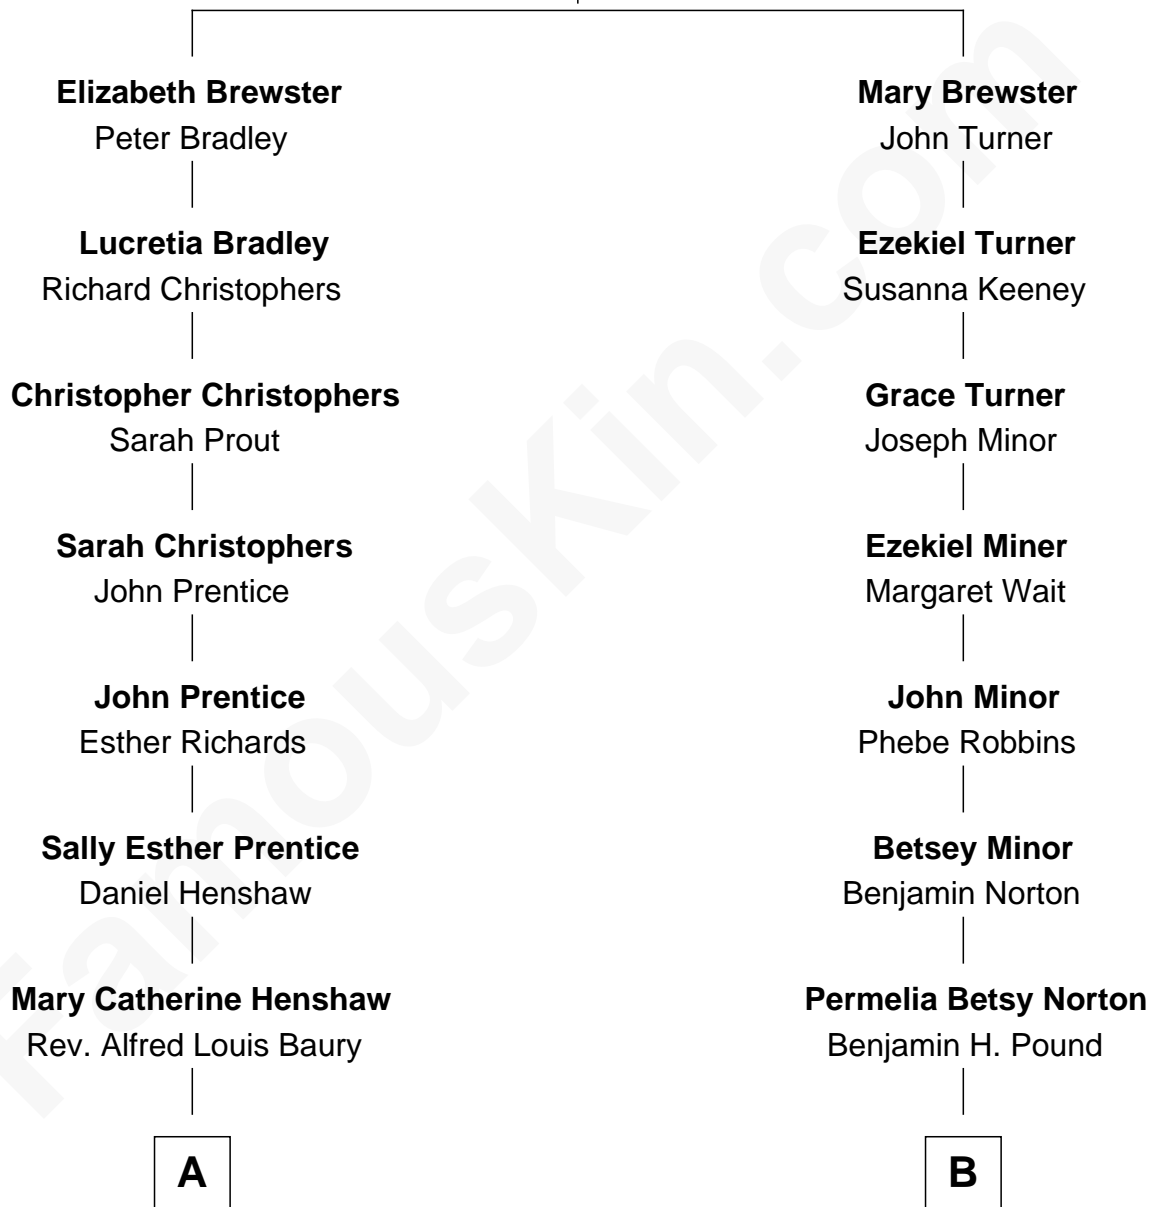 Elizabeth Brewster
Peter Bradley
Mary Brewster
John Turner
Lucretia Bradley
Richard Christophers
Ezekiel Turner
Susanna Keeney
Christopher Christophers
Sarah Prout
Grace Turner
Joseph Minor
Sarah Christophers
John Prentice
Ezekiel Miner
Margaret Wait
John Prentice
Esther Richards
John Minor
Phebe Robbins
Sally Esther Prentice
Daniel Henshaw
Betsey Minor
Benjamin Norton
Mary Catherine Henshaw
Rev. Alfred Louis Baury
Permelia Betsy Norton
Benjamin H. Pound
A
B
FamousKin.com